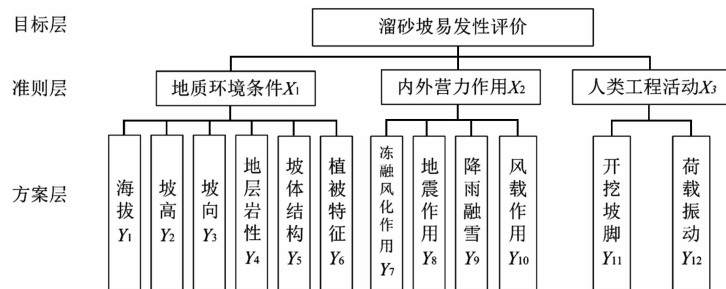 目标层
溜砂坡易发性评价
准则层
地质环境条件X1
内外营力作用X2
人类工程活动X3
方案层
海拔Y1
坡高Y2
坡向Y3
地层岩性Y4
坡体结构Y5
植被特征Y6
冻融风化作用Y7
地震作用Y8
降雨融雪Y9
风载作用Y10
开挖坡脚Y11
荷载振动Y12